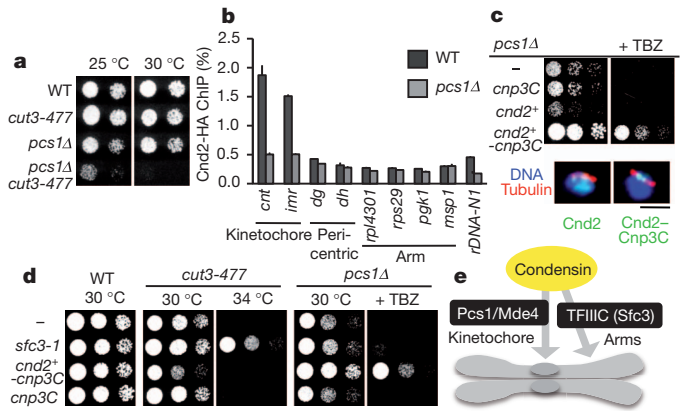 a
25 °C 30 °C
WT
cut3-477
pcs1Δ
pcs1Δ
cut3-477
b
Cnd2-HA ChIP (%)
2.0
1.5
1.0
0.5
0.0
WT
pcs1Δ
cnt
imr
dg
dh
rpl4301
rps29
pgk1
msp1
rDNA-N1
Kinetochore Peri-centric Arm
c
pcs1Δ + TBZ
–
cnp3C
cnd2+
cnd2+
-cnp3C
DNA
Tubulin
Cnd2 Cnd2–
Cnp3C
d
WT cut3-477 pcs1Δ
30 °C 30 °C 34 °C 30 °C + TBZ
–
sfc3-1
cnd2+
-cnp3C
cnp3C
e
Condensin
Pcs1/Mde4 TFIIIC (Sfc3)
Kinetochore Arms